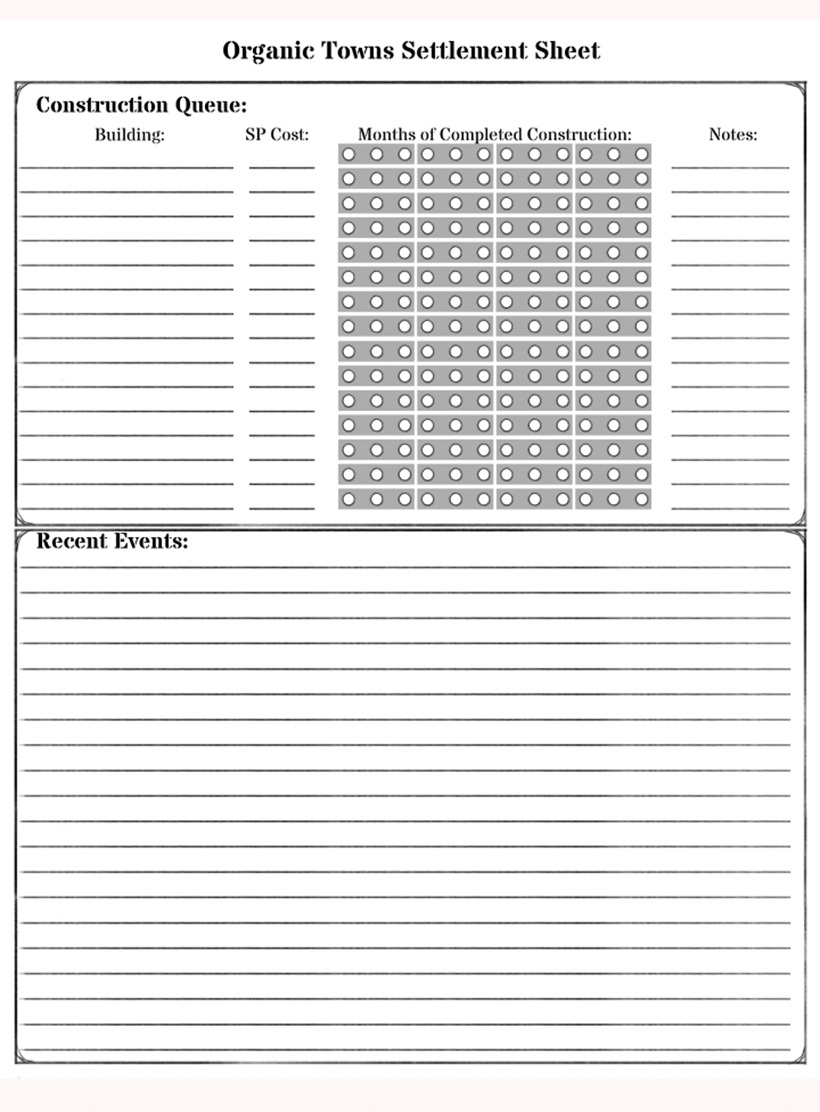 Organic Towns Settlement Sheet
Construction Queue:
Building: SP Cost: Months of Completed Construction: Notes:
Recent Events: